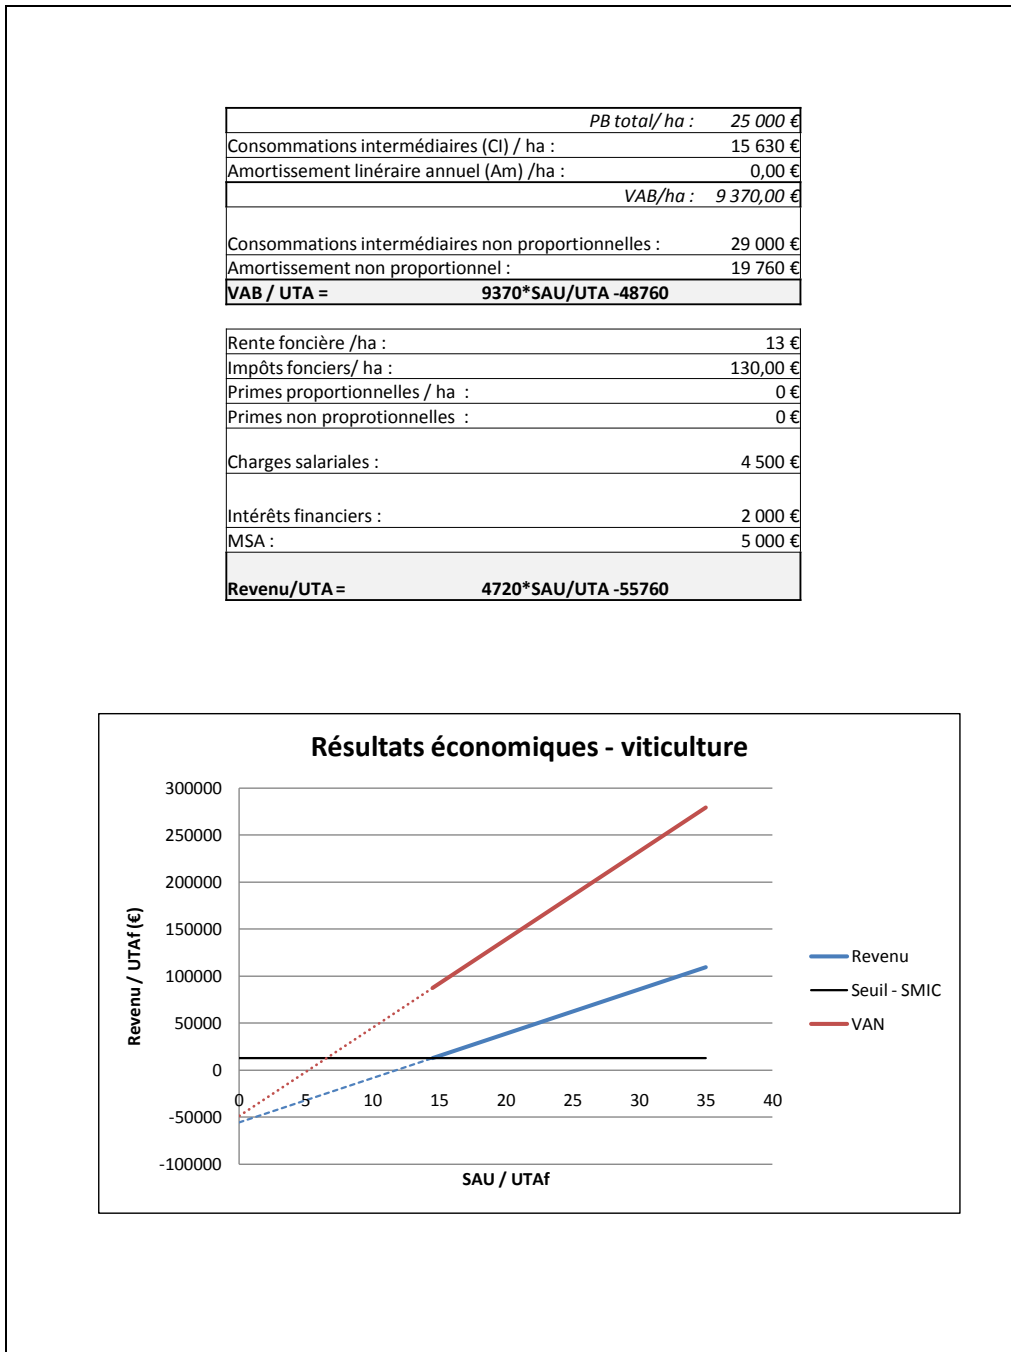 PB total/ ha : 25 000 €
Consommations intermédiaires (CI) / ha : 15 630 €
Amortissement linéraire annuel (Am) /ha : 0,00 €
VAB/ha : 9 370,00 €
Consommations intermédiaires non proportionnelles : 29 000 €
Amortissement non proportionnel : 19 760 €
VAB / UTA = 9370*SAU/UTA -48760
Rente foncière /ha : 13 €
Impôts fonciers/ ha : 130,00 €
Primes proportionnelles / ha : 0 €
Primes non proprotionnelles : 0 €
Charges salariales : 4 500 €
Intérêts financiers : 2 000 €
MSA : 5 000 €
Revenu/UTA = 4720*SAU/UTA -55760
Résultats économiques - viticulture
300000
250000
200000
150000
100000
50000
0
-50000
-100000
Revenu / UTAf (€)
0 5 10 15 20 25 30 35 40
SAU / UTAf
Revenu
Seuil - SMIC
VAN